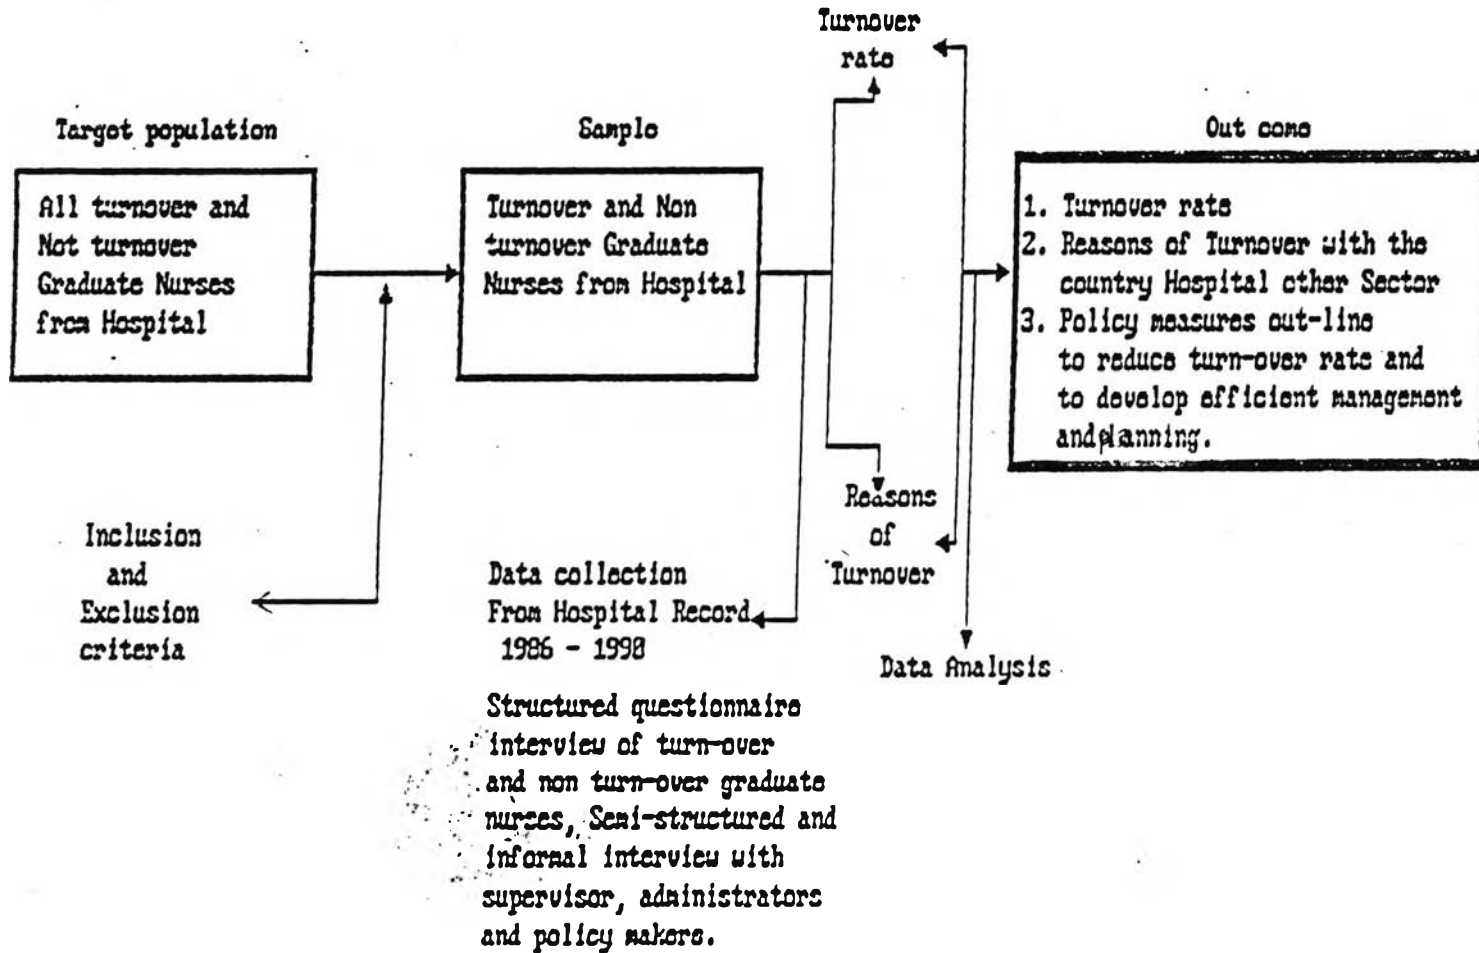 Turnover
rate
Target population
Sample
Out come
All turnover and
Not turnover
Graduate Nurses
from Hospital
Turnover and Non
turnover Graduate
Nurses from Hospital
1. Turnover rate
2. Reasons of Turnover with the
country Hospital other Sector
3. Policy measures out-line
to reduce turn-over rate and
to develop efficient management
and planning.
Inclusion
and
Exclusion
criteria
Data collection
From Hospital Record
1986 - 1990
Reasons
of
Turnover
Data Analysis
Structured questionnaire
interview of turn-over
and non turn-over graduate
nurses, Semi-structured and
informal interview with
supervisor, administrators
and policy makers.